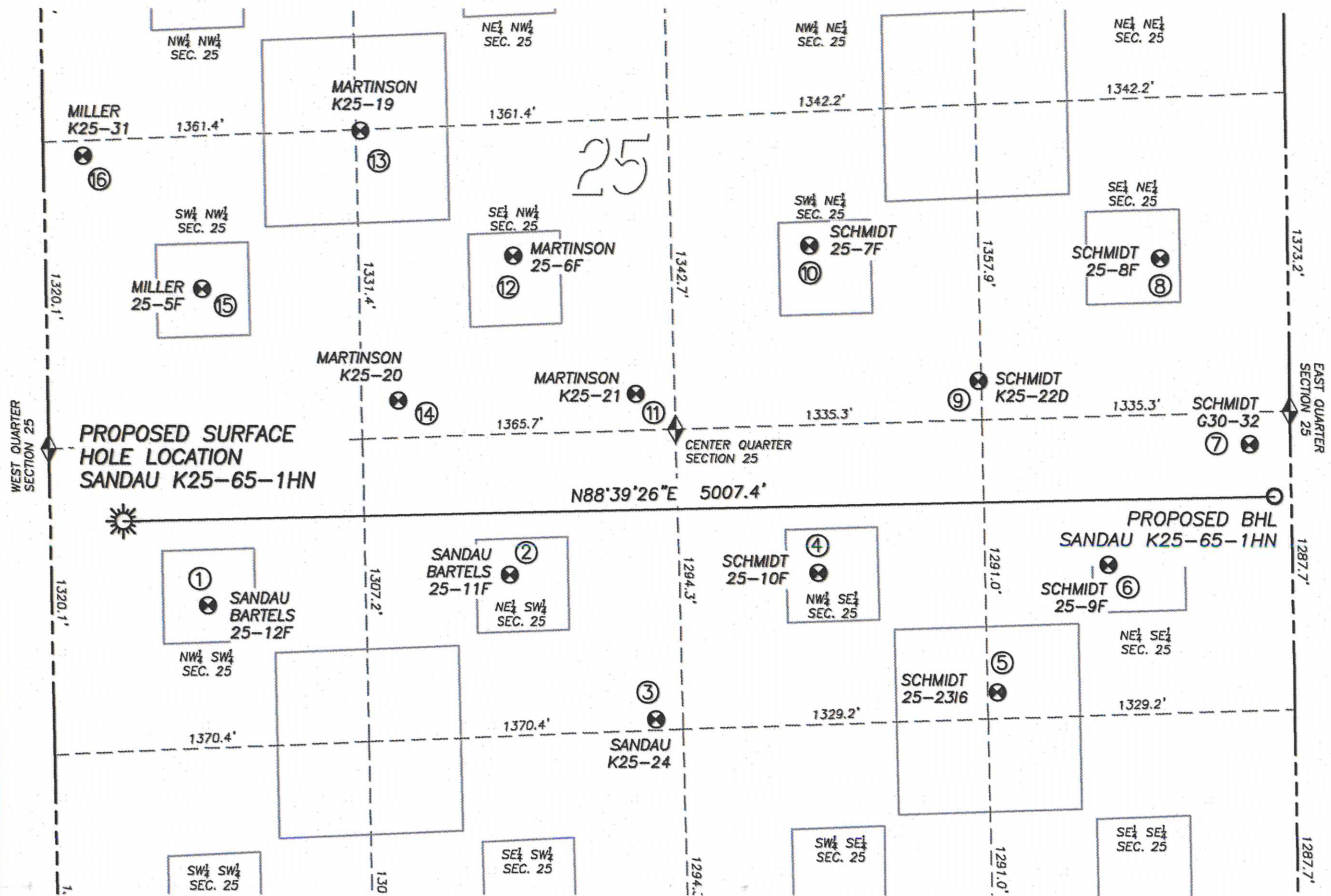 NW¼ NW¼
SEC. 25
NE¼ NW¼
SEC. 25
NW¼ NE¼
SEC. 25
NE¼ NE¼
SEC. 25
MILLER
K25-31
16
1361.4'
MARTINSON
K25-19
13
1361.4'
25
1342.2'
1342.2'
SW¼ NW¼
SEC. 25
MILLER
25-5F
15
SE¼ NW¼
SEC. 25
MARTINSON
25-6F
12
SW¼ NE¼
SEC. 25
SCHMIDT
25-7F
10
SE¼ NE¼
SEC. 25
SCHMIDT
25-8F
8
1320.1'
1331.4'
1342.7'
1357.9'
1373.2'
MARTINSON
K25-20
14
MARTINSON
K25-21
11
SCHMIDT
K25-22D
9
SCHMIDT
G30-32
7
1365.7'
1335.3'
1335.3'
WEST QUARTER
SECTION 25
CENTER QUARTER
SECTION 25
EAST QUARTER
SECTION 25
PROPOSED SURFACE
HOLE LOCATION
SANDAU K25-65-1HN
N88°39'26"E 5007.4'
PROPOSED BHL
SANDAU K25-65-1HN
1
SANDAU
BARTELS
25-12F
NW¼ SW¼
SEC. 25
SANDAU
BARTELS
25-11F
2
NE¼ SW¼
SEC. 25
SCHMIDT
25-10F
4
NW¼ SE¼
SEC. 25
SCHMIDT
25-9F
6
NE¼ SE¼
SEC. 25
1320.1'
1307.2'
1294.3'
1291.0'
1287.7'
3
SANDAU
K25-24
SCHMIDT
25-23I6
5
1370.4'
1370.4'
1329.2'
1329.2'
SW¼ SW¼
SEC. 25
SE¼ SW¼
SEC. 25
SW¼ SE¼
SEC. 25
SE¼ SE¼
SEC. 25
1.
130
1294.
1291.0'
1287.7'